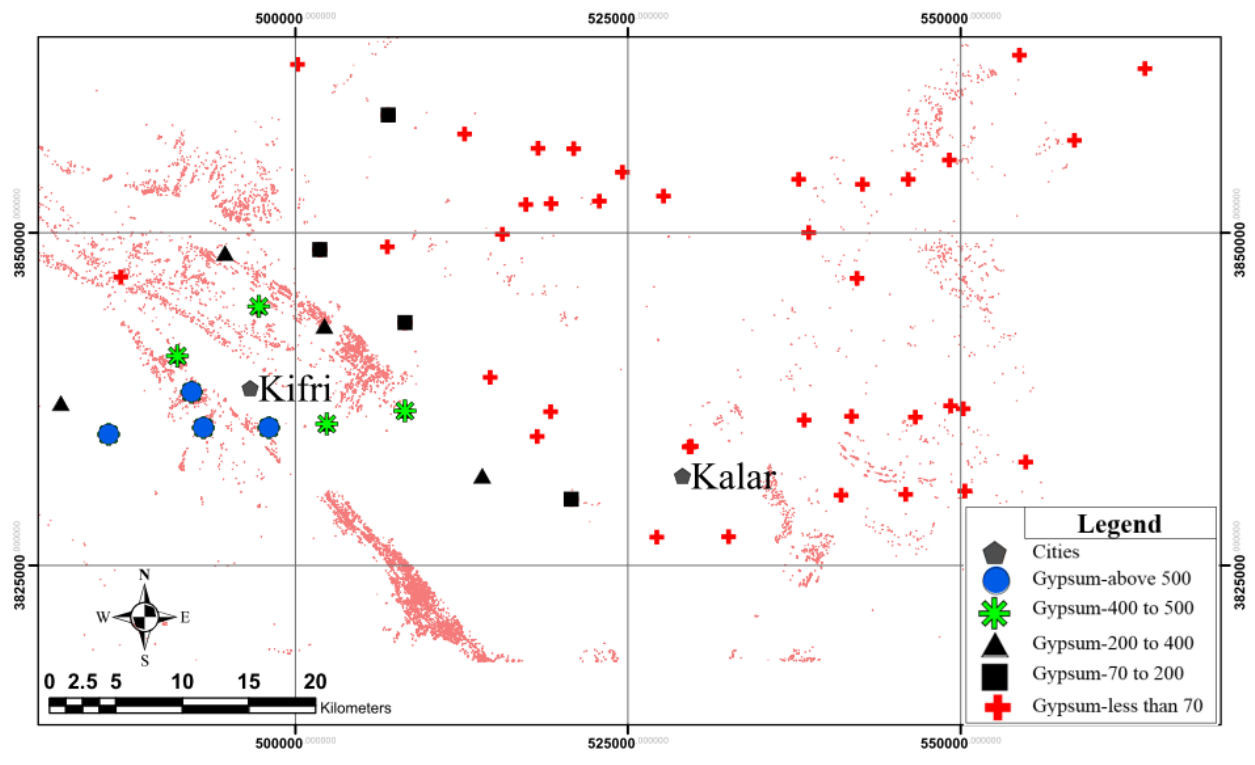 500000.000000 525000.000000 550000.000000
3850000.000000 3850000.000000
Kifri
Kalar
Legend
Cities
Gypsum-above 500
Gypsum-400 to 500
Gypsum-200 to 400
Gypsum-70 to 200
Gypsum-less than 70
3825000.000000 3825000.000000
N
W E
S
0 2.5 5 10 15 20
Kilometers
500000.000000 525000.000000 550000.000000